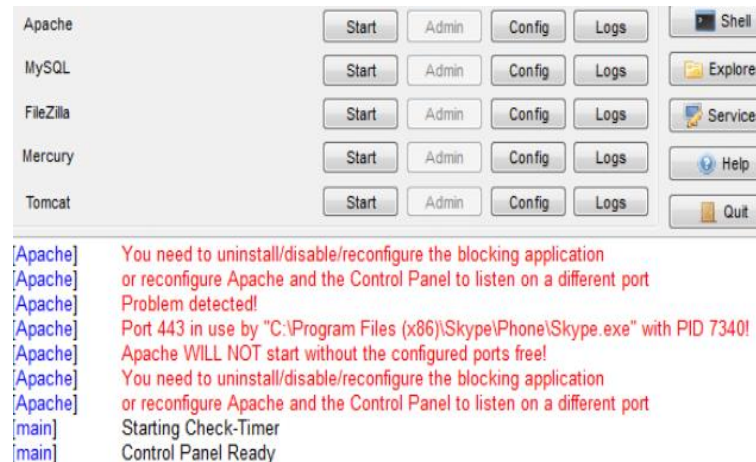 Apache Start Admin Config Logs Shell
MySQL Start Admin Config Logs Explore
FileZilla Start Admin Config Logs Service
Mercury Start Admin Config Logs Help
Tomcat Start Admin Config Logs Quit
[Apache] You need to uninstall/disable/reconfigure the blocking application
[Apache] or reconfigure Apache and the Control Panel to listen on a different port
[Apache] Problem detected!
[Apache] Port 443 in use by "C:\Program Files (x86)\Skype\Phone\Skype.exe" with PID 7340!
[Apache] Apache WILL NOT start without the configured ports free!
[Apache] You need to uninstall/disable/reconfigure the blocking application
[Apache] or reconfigure Apache and the Control Panel to listen on a different port
[main] Starting Check-Timer
[main] Control Panel Ready